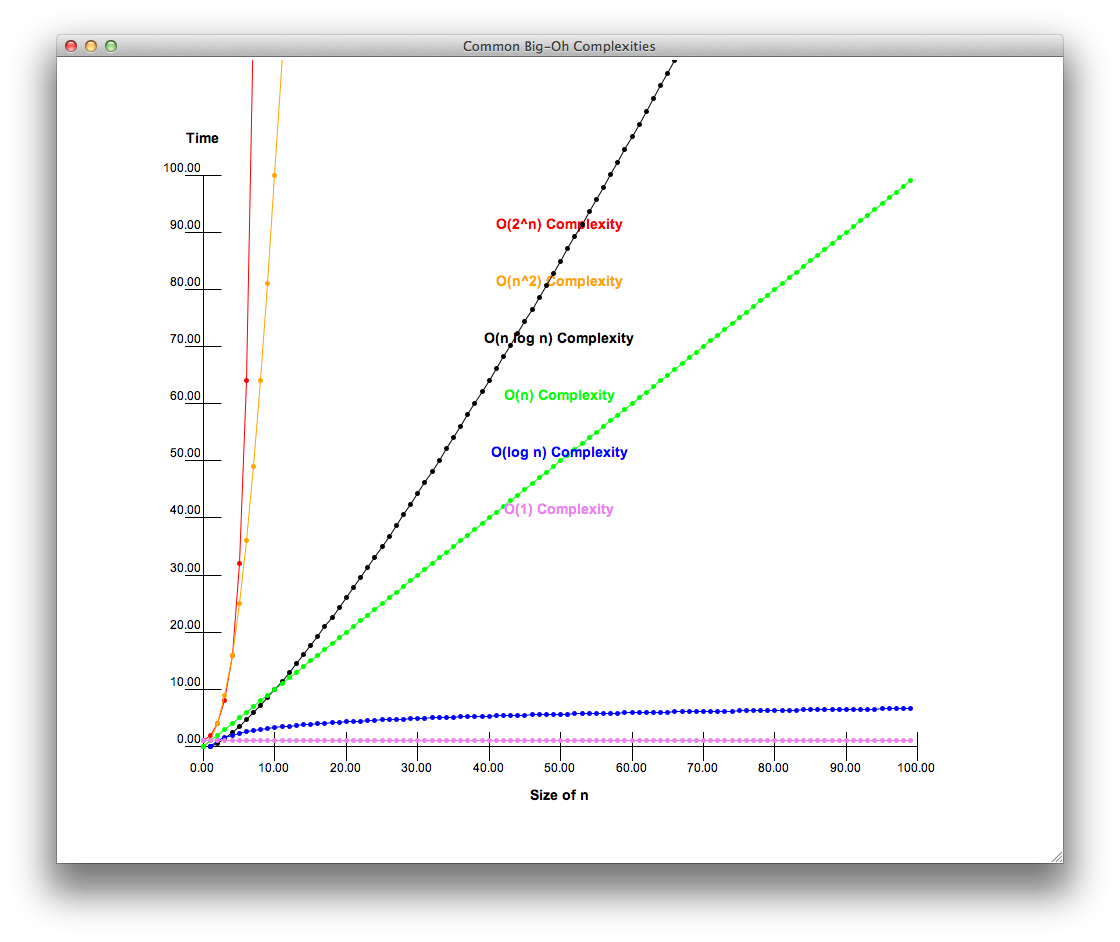 Common Big-Oh Complexities
Time
100.00
90.00
O(2^n) Complexity
80.00
O(n^2) Complexity
70.00
O(n log n) Complexity
60.00
O(n) Complexity
50.00
O(log n) Complexity
40.00
O(1) Complexity
30.00
20.00
10.00
0.00
0.00 10.00 20.00 30.00 40.00 50.00 60.00 70.00 80.00 90.00 100.00
Size of n